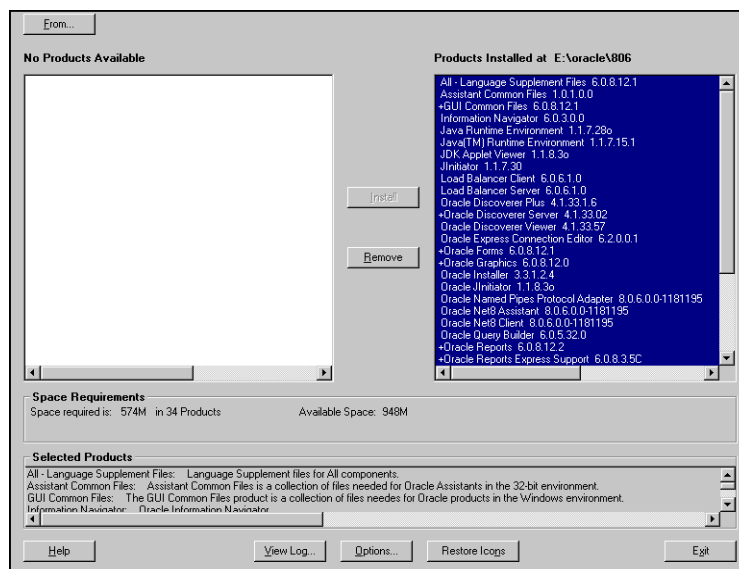 From...
No Products Available
Products Installed at E:\oracle\806
All - Language Supplement Files 6.0.8.12.1
Assistant Common Files 1.0.1.0.0
+GUI Common Files 6.0.8.12.1
Information Navigator 6.0.3.0.0
Java Runtime Environment 1.1.7.28o
Java(TM) Runtime Environment 1.1.7.15.1
JDK Applet Viewer 1.1.8.3o
JInitiator 1.1.7.30
Load Balancer Client 6.0.6.1.0
Load Balancer Server 6.0.6.1.0
Oracle Discoverer Plus 4.1.33.1.6
+Oracle Discoverer Server 4.1.33.02
Oracle Discoverer Viewer 4.1.33.57
Oracle Express Connection Editor 6.2.0.0.1
+Oracle Forms 6.0.8.12.1
+Oracle Graphics 6.0.8.12.0
Oracle Installer 3.3.1.2.4
Oracle JInitiator 1.1.8.3o
Oracle Named Pipes Protocol Adapter 8.0.6.0.0-1181195
Oracle Net8 Assistant 8.0.6.0.0-1181195
Oracle Net8 Client 8.0.6.0.0-1181195
Oracle Query Builder 6.0.5.32.0
+Oracle Reports 6.0.8.12.2
+Oracle Reports Express Support 6.0.8.3.5C
Install
Remove
Space Requirements
Space required is: 574M in 34 Products Available Space: 948M
Selected Products
All - Language Supplement Files: Language Supplement files for All components.
Assistant Common Files: Assistant Common Files is a collection of files needed for Oracle Assistants in the 32-bit environment.
GUI Common Files: The GUI Common Files product is a collection of files needes for Oracle products in the Windows environment.
Information Navigator: Oracle Information Navigator
Help
View Log...
Options...
Restore Icons
Exit